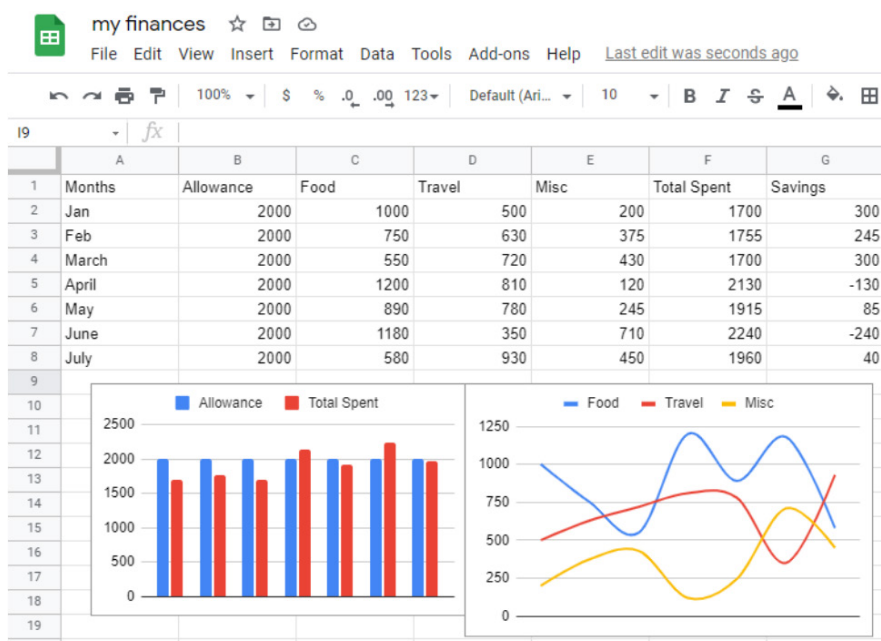 my finances
File Edit View Insert Format Data Tools Add-ons Help Last edit was seconds ago
100% $ % .0 .00 123 Default (Ari... 10 B I S A
I9 fx
A B C D E F G
1 Months Allowance Food Travel Misc Total Spent Savings
2 Jan 2000 1000 500 200 1700 300
3 Feb 2000 750 630 375 1755 245
4 March 2000 550 720 430 1700 300
5 April 2000 1200 810 120 2130 -130
6 May 2000 890 780 245 1915 85
7 June 2000 1180 350 710 2240 -240
8 July 2000 580 930 450 1960 40
9
10
11
12
13
14
15
16
17
18
19
Allowance Total Spent
2500
2000
1500
1000
500
0
Food Travel Misc
1250
1000
750
500
250
0